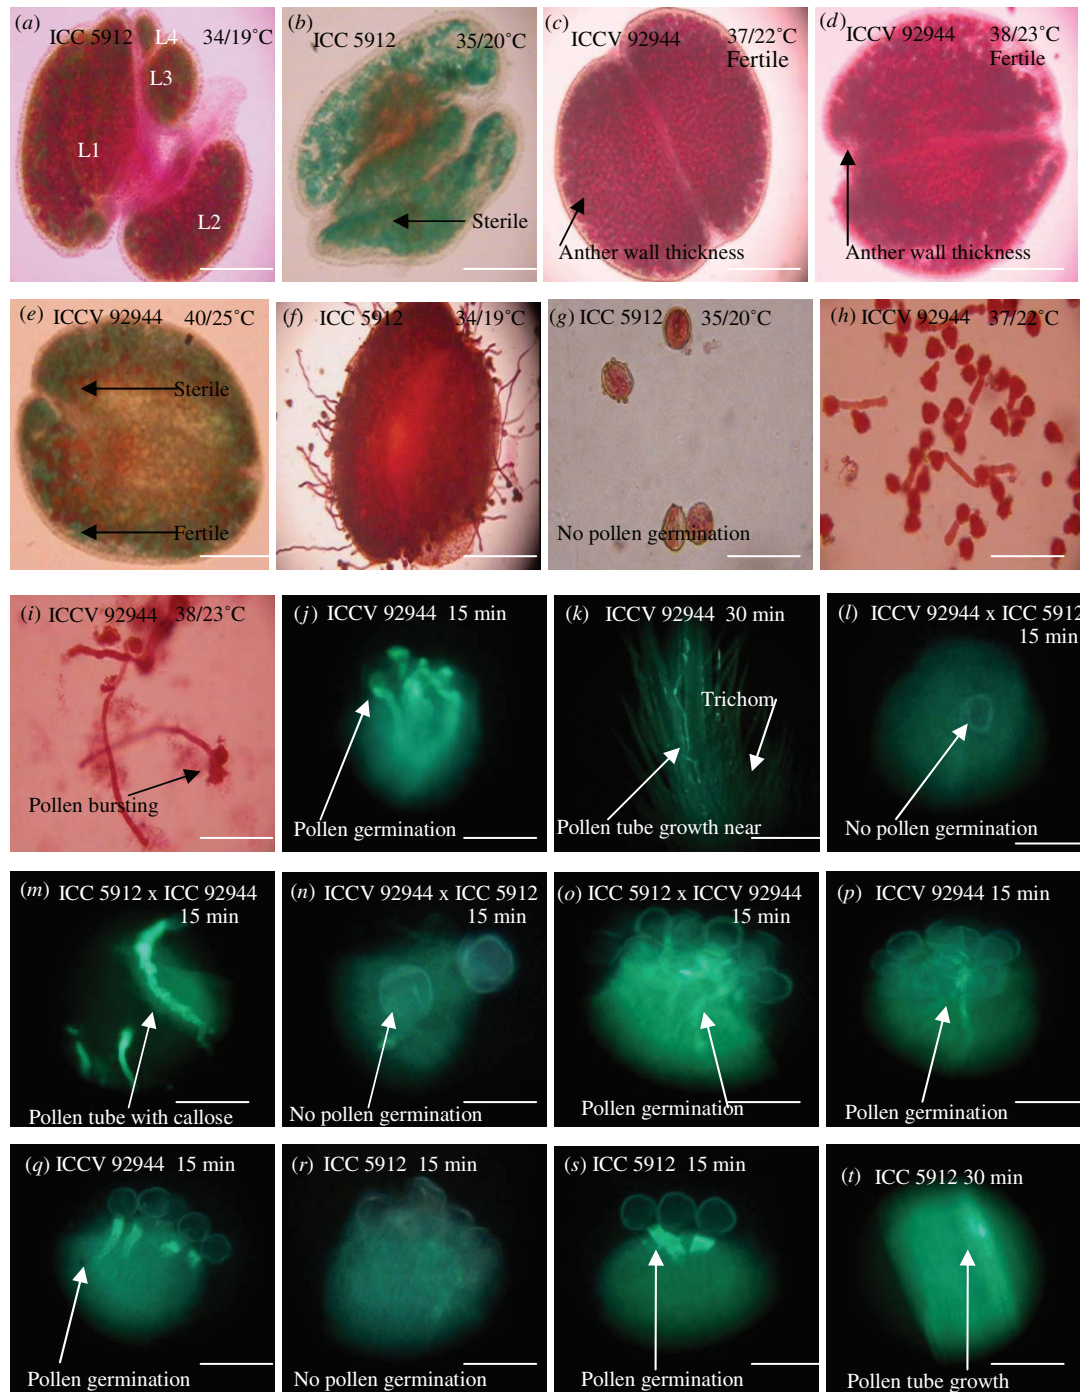 (a) ICC 5912 L4 34/19˚C
L3
L1
L2
(b) ICC 5912 35/20˚C
Sterile
(c) ICCV 92944 37/22˚C
Fertile
Anther wall thickness
(d) ICCV 92944 38/23˚C
Fertile
Anther wall thickness
(e) ICCV 92944 40/25˚C
Sterile
Fertile
(f) ICC 5912 34/19˚C
(g) ICC 5912 35/20˚C
No pollen germination
(h) ICCV 92944 37/22˚C
(i) ICCV 92944 38/23˚C
Pollen bursting
(j) ICCV 92944 15 min
Pollen germination
(k) ICCV 92944 30 min
Trichom
Pollen tube growth near
(l) ICCV 92944 x ICC 5912
15 min
No pollen germination
(m) ICC 5912 x ICC 92944
15 min
Pollen tube with callose
(n) ICCV 92944 x ICC 5912
15 min
No pollen germination
(o) ICC 5912 x ICCV 92944
15 min
Pollen germination
(p) ICCV 92944 15 min
Pollen germination
(q) ICCV 92944 15 min
Pollen germination
(r) ICC 5912 15 min
No pollen germination
(s) ICC 5912 15 min
Pollen germination
(t) ICC 5912 30 min
Pollen tube growth